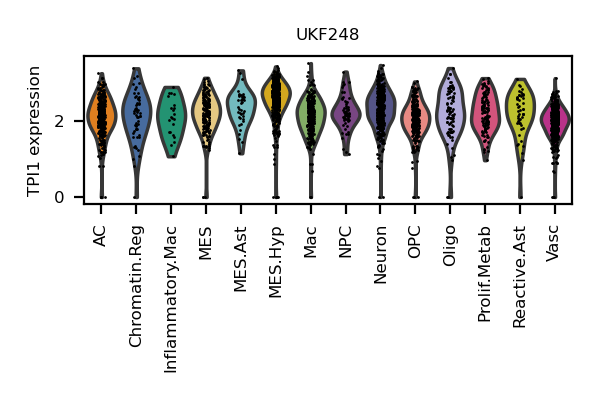 UKF248
TPI1 expression
2
0
AC
Chromatin.Reg
Inflammatory.Mac
MES
MES.Ast
MES.Hyp
Mac
NPC
Neuron
OPC
Oligo
Prolif.Metab
Reactive.Ast
Vasc